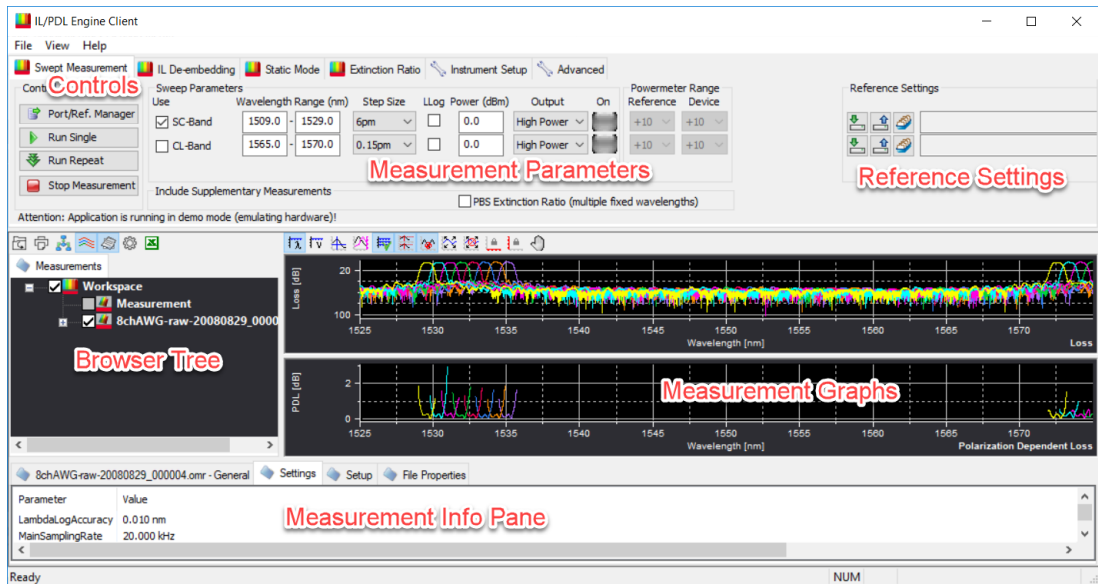 IL/PDL Engine Client
File View Help
Swept Measurement IL De-embedding Static Mode Extinction Ratio Instrument Setup Advanced
Controls
Port/Ref. Manager
Run Single
Run Repeat
Stop Measurement
Sweep Parameters
Use Wavelength Range (nm) Step Size LLog Power (dBm) Output On
SC-Band 1509.0 - 1529.0 6pm 0.0 High Power
CL-Band 1565.0 - 1570.0 0.15pm 0.0 High Power
Powermeter Range
Reference Device
+10 +10
+10 +10
Measurement Parameters
Include Supplementary Measurements
PBS Extinction Ratio (multiple fixed wavelengths)
Reference Settings
Reference Settings
Attention: Application is running in demo mode (emulating hardware)!
Measurements
Workspace
Measurement
8chAWG-raw-20080829_0000
Browser Tree
Loss [dB]
20
100
1525 1530 1535 1540 1545 1550 1555 1560 1565 1570
Wavelength [nm] Loss
PDL [dB]
2
0
Measurement Graphs
1525 1530 1535 1540 1545 1550 1555 1560 1565 1570
Wavelength [nm] Polarization Dependent Loss
8chAWG-raw-20080829_000004.omr - General Settings Setup File Properties
Parameter Value
LambdaLogAccuracy 0.010 nm
MainSamplingRate 20.000 kHz
Measurement Info Pane
Ready NUM